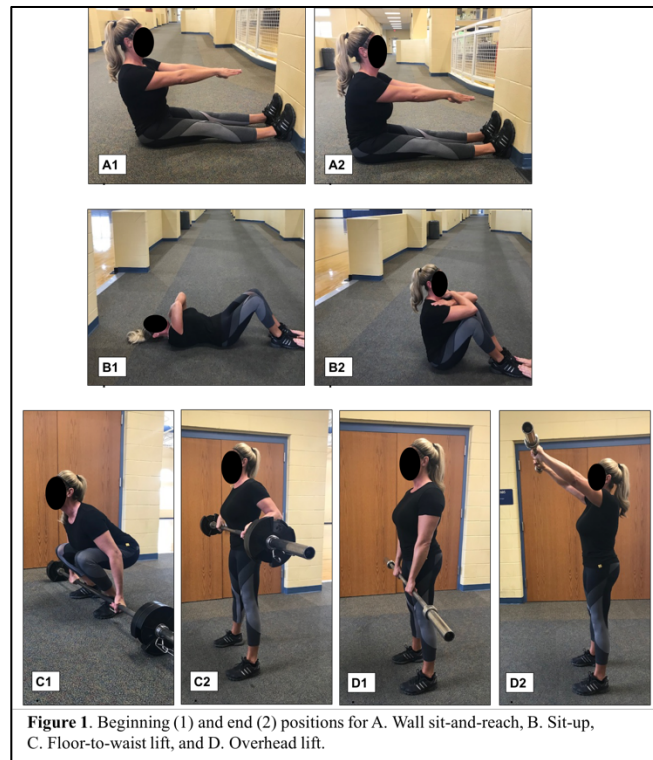 A1
A2
B1
B2
C1
C2
D1
D2
Figure 1. Beginning (1) and end (2) positions for A. Wall sit-and-reach, B. Sit-up,
C. Floor-to-waist lift, and D. Overhead lift.